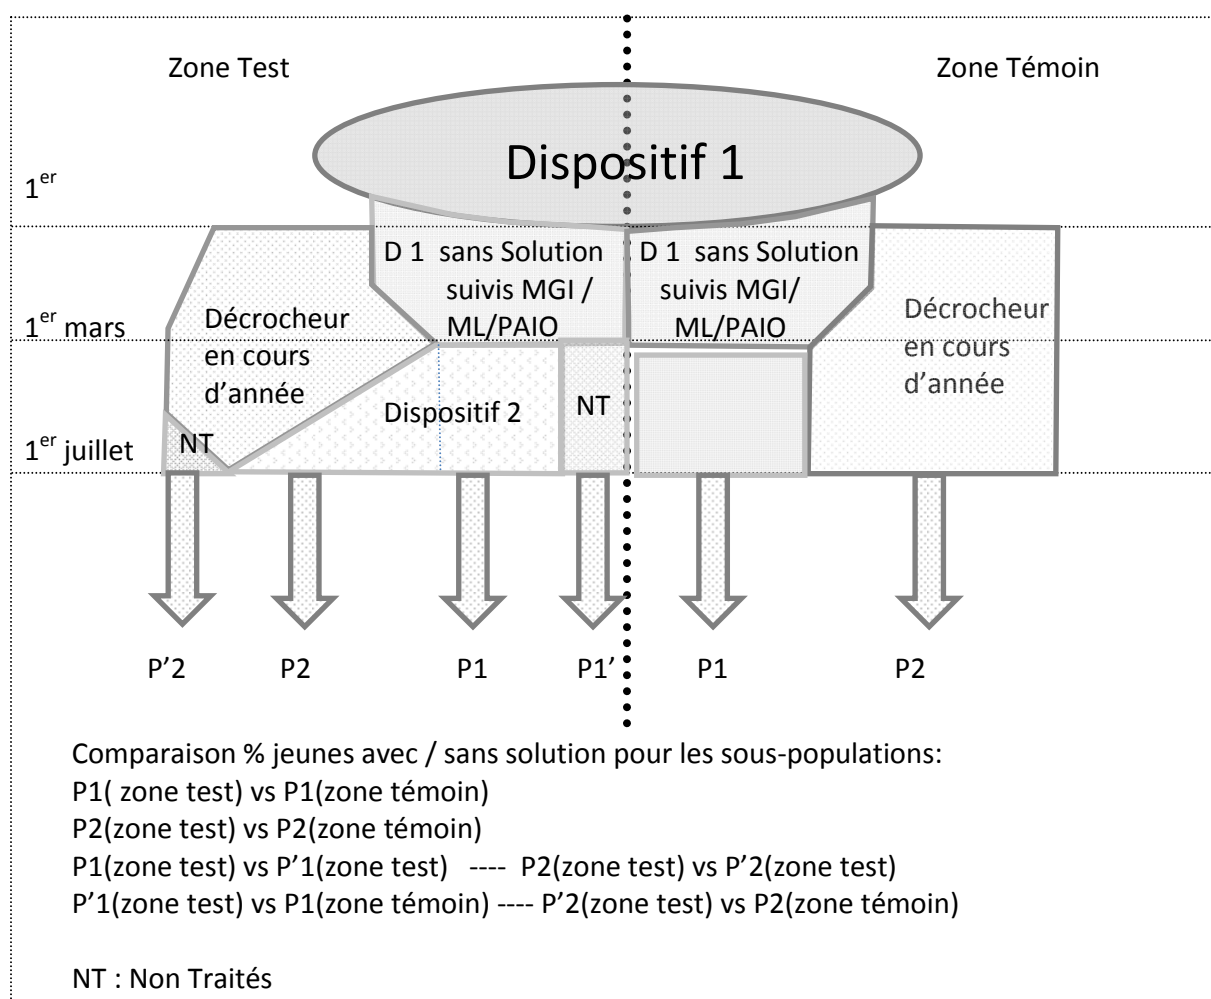 Zone Test
Zone Témoin
Dispositif 1
1er
D 1 sans Solution
suivis MGI /
ML/PAIO
D 1 sans Solution
suivis MGI/
ML/PAIO
1er mars
Décrocheur
en cours
d’année
Décrocheur
en cours
d’année
Dispositif 2
NT
NT
1er juillet
P’2
P2
P1
P1’
P1
P2
Comparaison % jeunes avec / sans solution pour les sous-populations:
P1( zone test) vs P1(zone témoin)
P2(zone test) vs P2(zone témoin)
P1(zone test) vs P’1(zone test) ---- P2(zone test) vs P’2(zone test)
P’1(zone test) vs P1(zone témoin) ---- P’2(zone test) vs P2(zone témoin)
NT : Non Traités